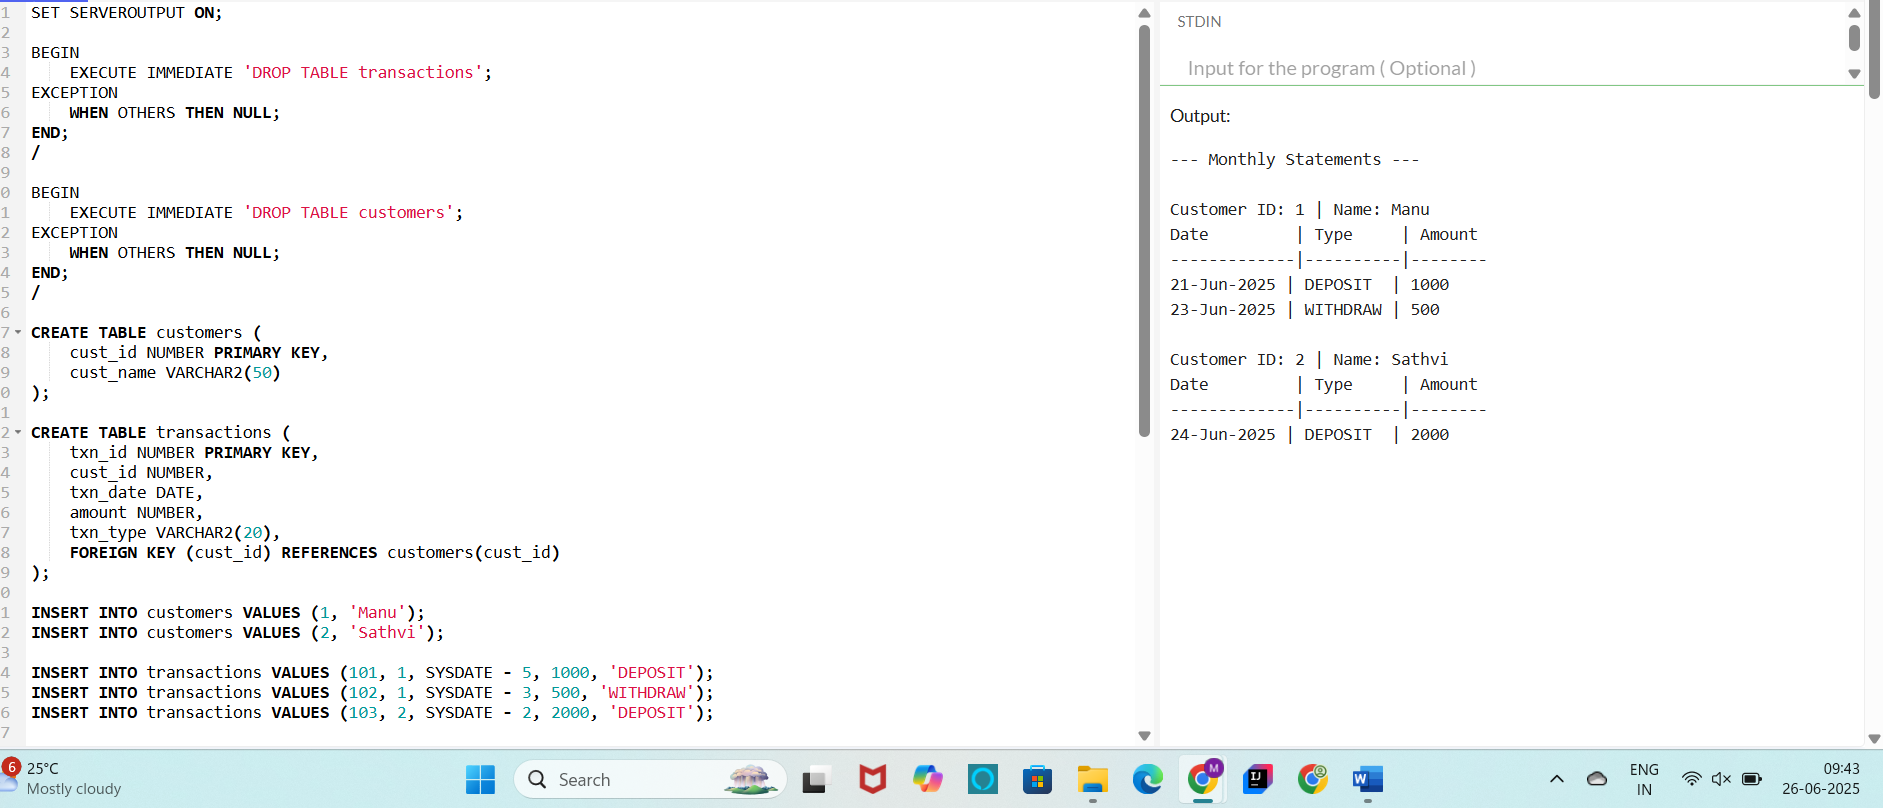 1 SET SERVEROUTPUT ON;
2
3 BEGIN
4     EXECUTE IMMEDIATE 'DROP TABLE transactions';
5 EXCEPTION
6     WHEN OTHERS THEN NULL;
7 END;
8 /
9
0 BEGIN
1     EXECUTE IMMEDIATE 'DROP TABLE customers';
2 EXCEPTION
3     WHEN OTHERS THEN NULL;
4 END;
5 /
6
7 CREATE TABLE customers (
8     cust_id NUMBER PRIMARY KEY,
9     cust_name VARCHAR2(50)
0 );
1
2 CREATE TABLE transactions (
3     txn_id NUMBER PRIMARY KEY,
4     cust_id NUMBER,
5     txn_date DATE,
6     amount NUMBER,
7     txn_type VARCHAR2(20),
8     FOREIGN KEY (cust_id) REFERENCES customers(cust_id)
9 );
0
1 INSERT INTO customers VALUES (1, 'Manu');
2 INSERT INTO customers VALUES (2, 'Sathvi');
3
4 INSERT INTO transactions VALUES (101, 1, SYSDATE - 5, 1000, 'DEPOSIT');
5 INSERT INTO transactions VALUES (102, 1, SYSDATE - 3, 500, 'WITHDRAW');
6 INSERT INTO transactions VALUES (103, 2, SYSDATE - 2, 2000, 'DEPOSIT');
7
STDIN
Input for the program ( Optional )
Output:
--- Monthly Statements ---
Customer ID: 1 | Name: Manu
Date         | Type     | Amount
-------------|----------|--------
21-Jun-2025 | DEPOSIT  | 1000
23-Jun-2025 | WITHDRAW | 500
Customer ID: 2 | Name: Sathvi
Date         | Type     | Amount
-------------|----------|--------
24-Jun-2025 | DEPOSIT  | 2000
6
25°C
Mostly cloudy
Search
M
IJ
W
ENG
IN
09:43
26-06-2025